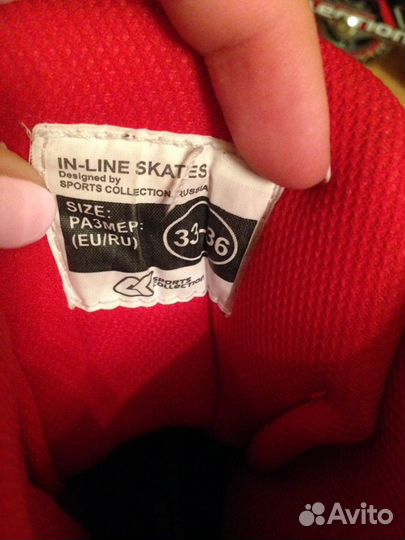 IN-LINE SKATES
Designed by
SPORTS COLLECTION, RUSSIA
SIZE:
РАЗМЕР:
(EU/RU)
33-36
SPORTS
COLLECTION
Avito